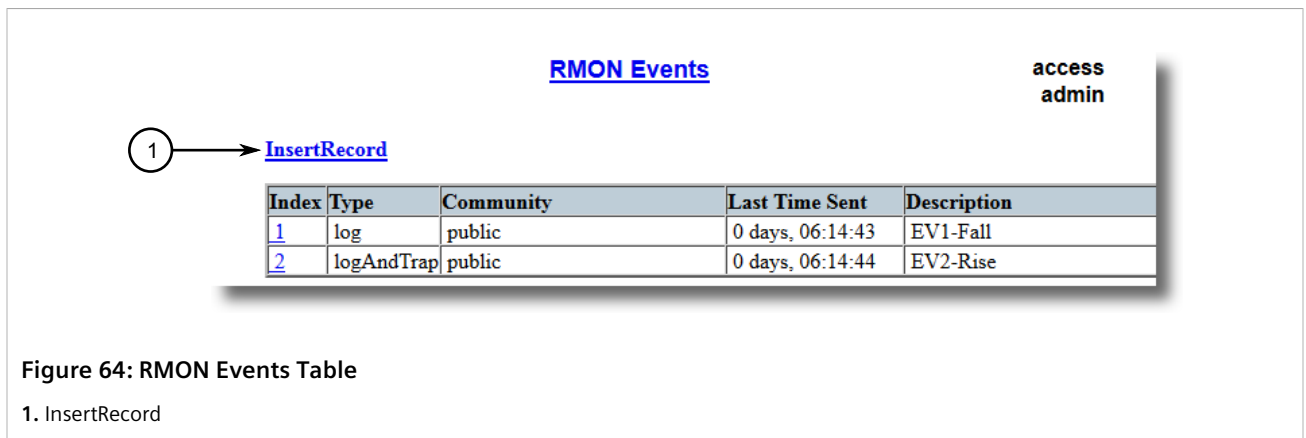 RMON Events
access
admin
1
InsertRecord
Index Type Community Last Time Sent Description
1 log public 0 days, 06:14:43 EV1-Fall
2 logAndTrap public 0 days, 06:14:44 EV2-Rise
Figure 64: RMON Events Table
1. InsertRecord